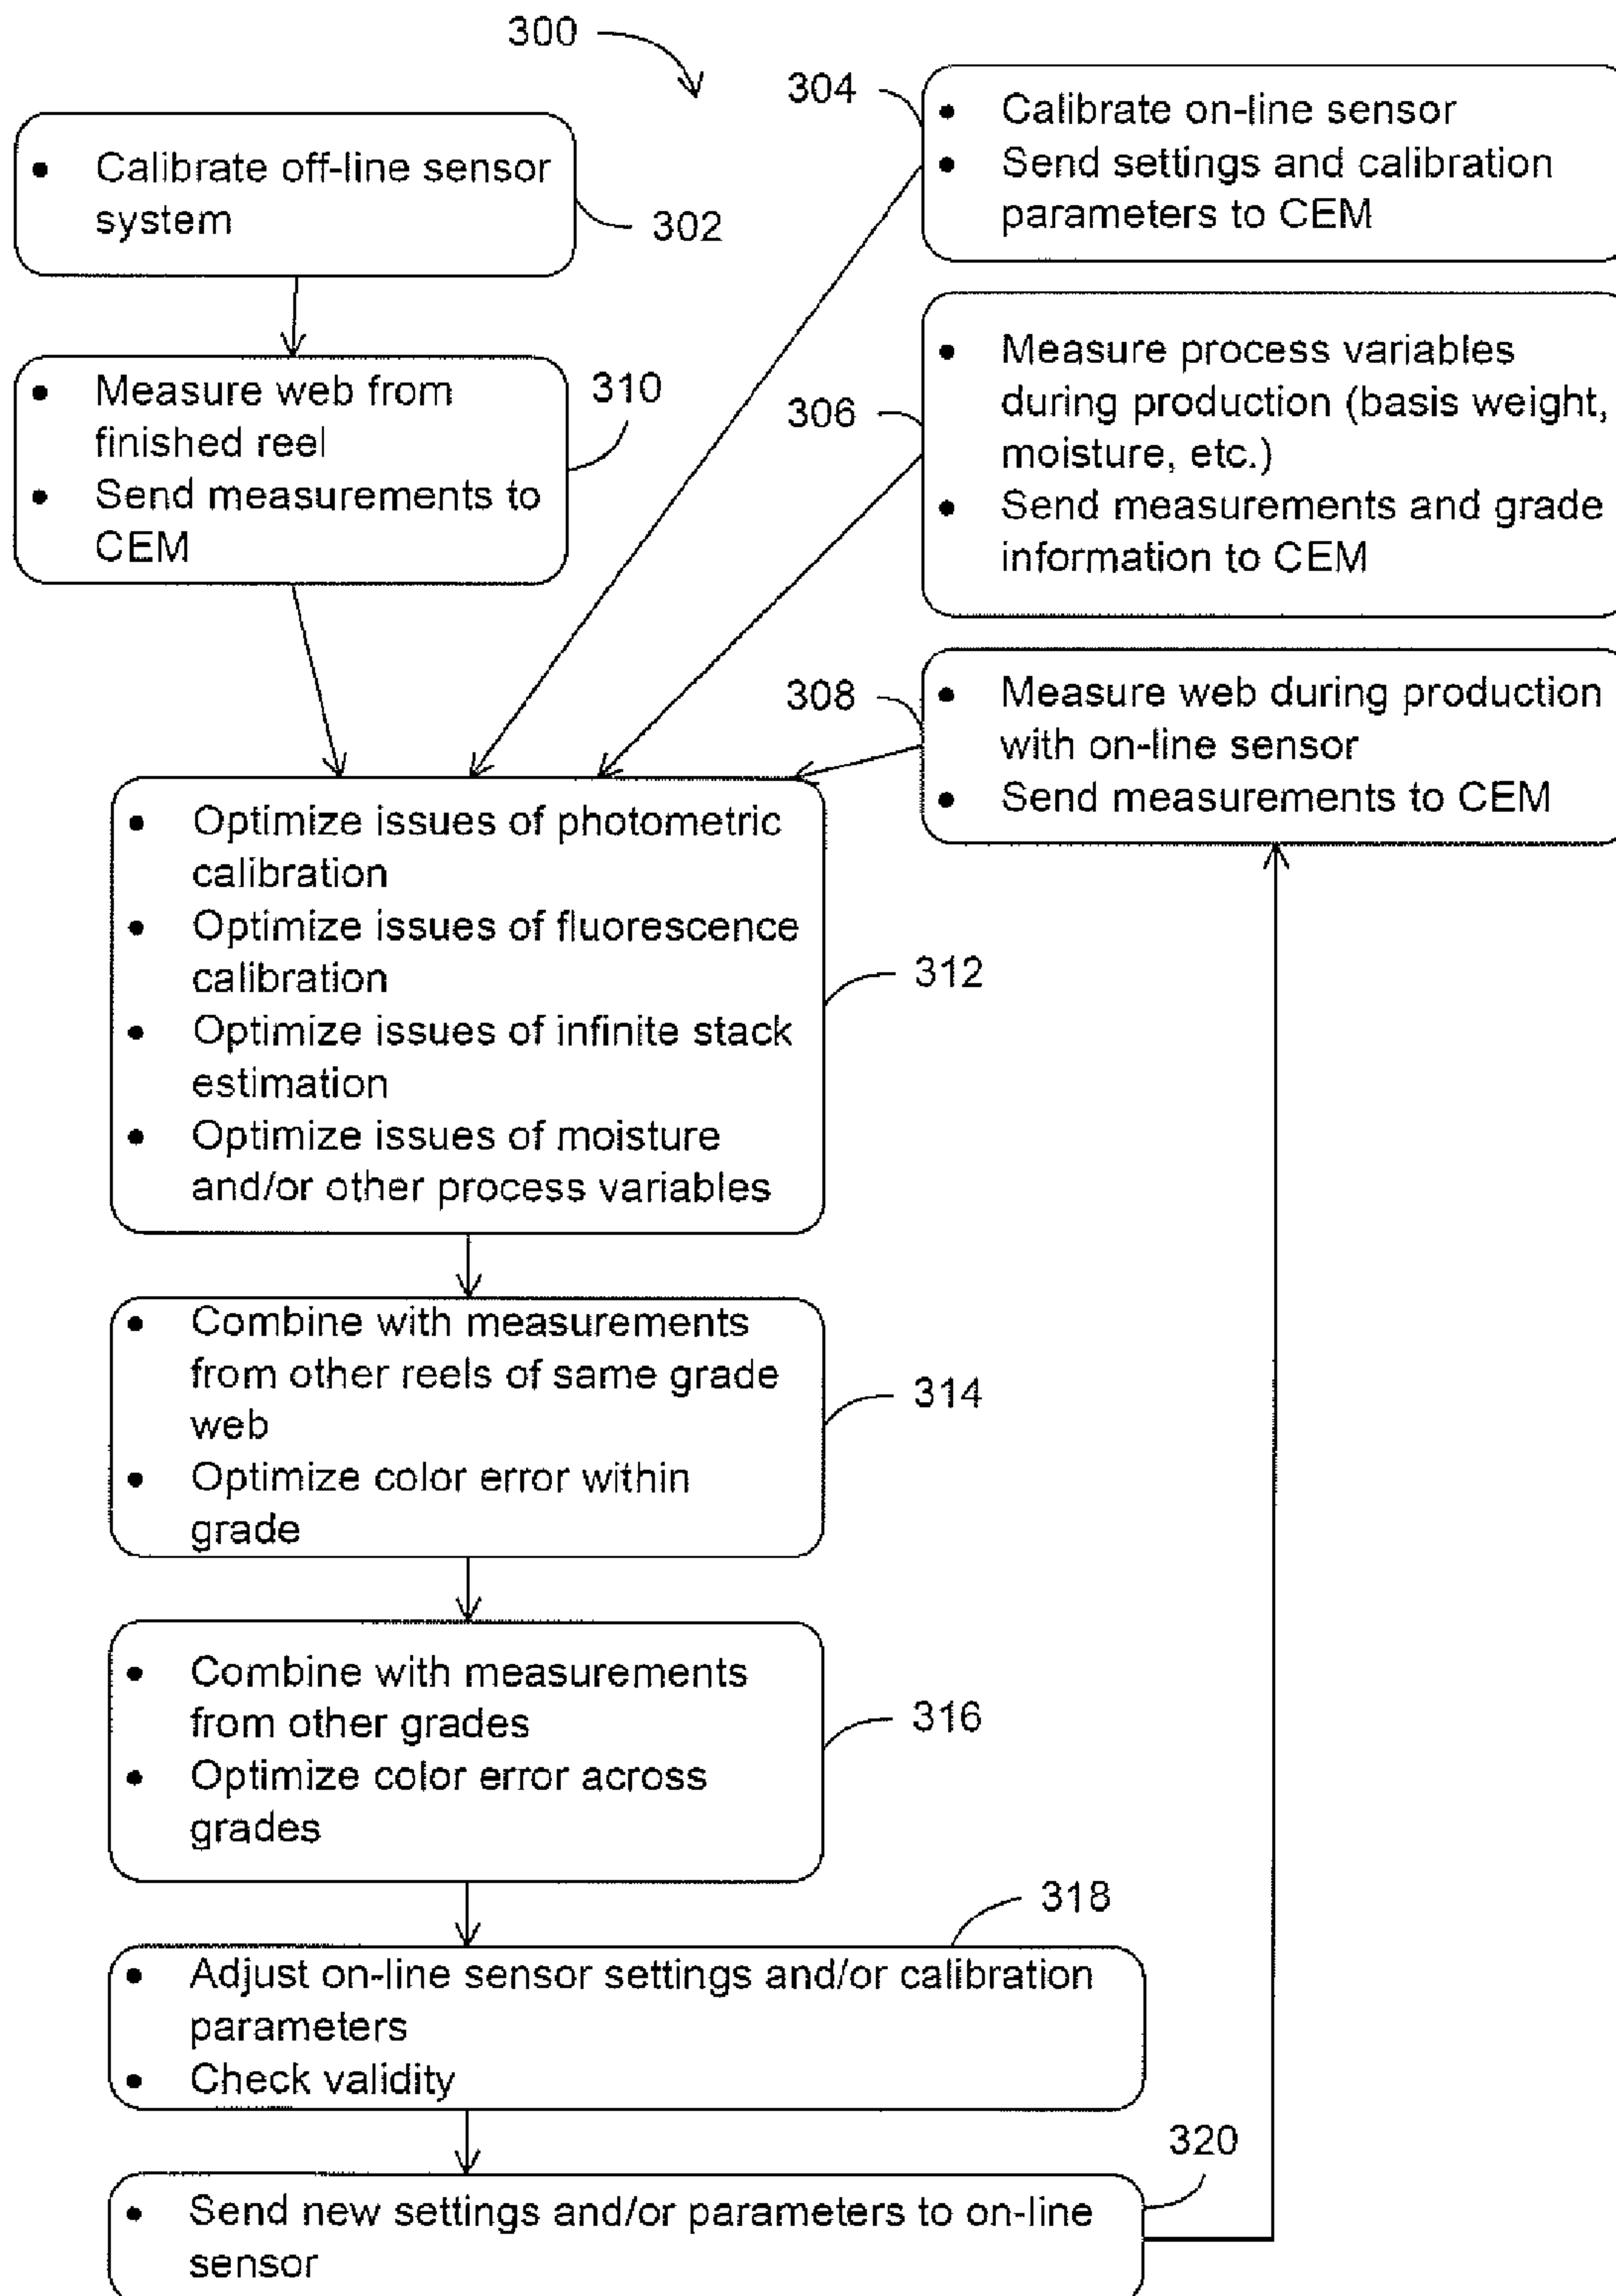 300
304
• Calibrate on-line sensor
• Send settings and calibration
parameters to CEM
• Calibrate off-line sensor
system
302
• Measure process variables
during production (basis weight,
moisture, etc.)
• Send measurements and grade
information to CEM
306
• Measure web from
finished reel
• Send measurements to
CEM
310
308
• Measure web during production
with on-line sensor
• Send measurements to CEM
• Optimize issues of photometric
calibration
• Optimize issues of fluorescence
calibration
• Optimize issues of infinite stack
estimation
• Optimize issues of moisture
and/or other process variables
312
• Combine with measurements
from other reels of same grade
web
• Optimize color error within
grade
314
• Combine with measurements
from other grades
• Optimize color error across
grades
316
318
• Adjust on-line sensor settings and/or calibration
parameters
• Check validity
320
• Send new settings and/or parameters to on-line
sensor